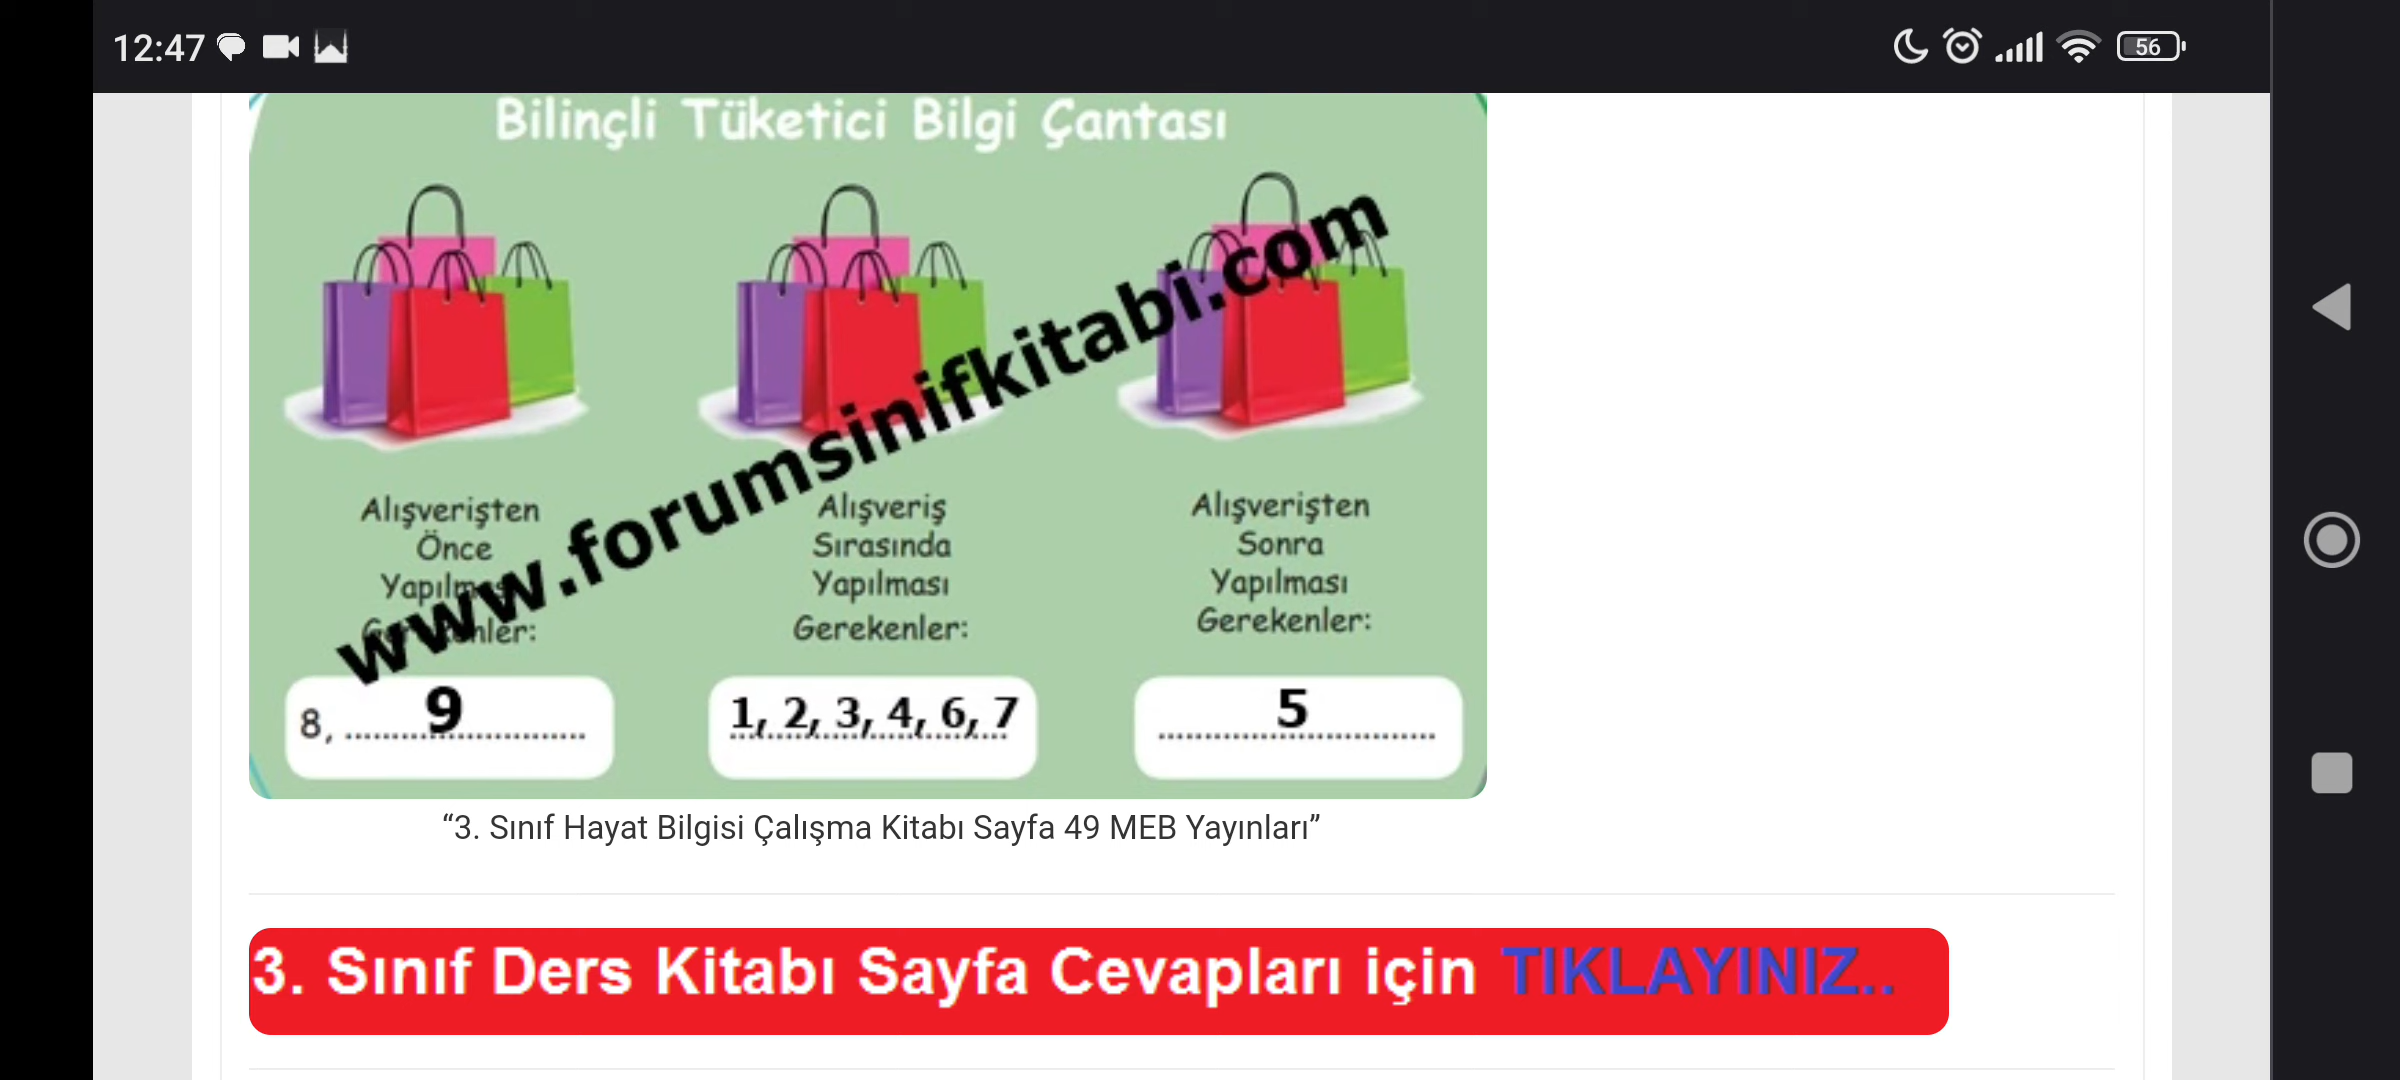 12:47
56
Bilinçli Tüketici Bilgi Çantası
www.forumsinifkitabi.com
Alışverişten
Önce
Gerekenler:
8, 9
Alışveriş
Sırasında
Yapılması
Gerekenler:
1, 2, 3, 4, 6, 7
Alışverişten
Sonra
Yapılması
Gerekenler:
5
“3. Sınıf Hayat Bilgisi Çalışma Kitabı Sayfa 49 MEB Yayınları”
3. Sınıf Ders Kitabı Sayfa Cevapları için TIKLAYINIZ..